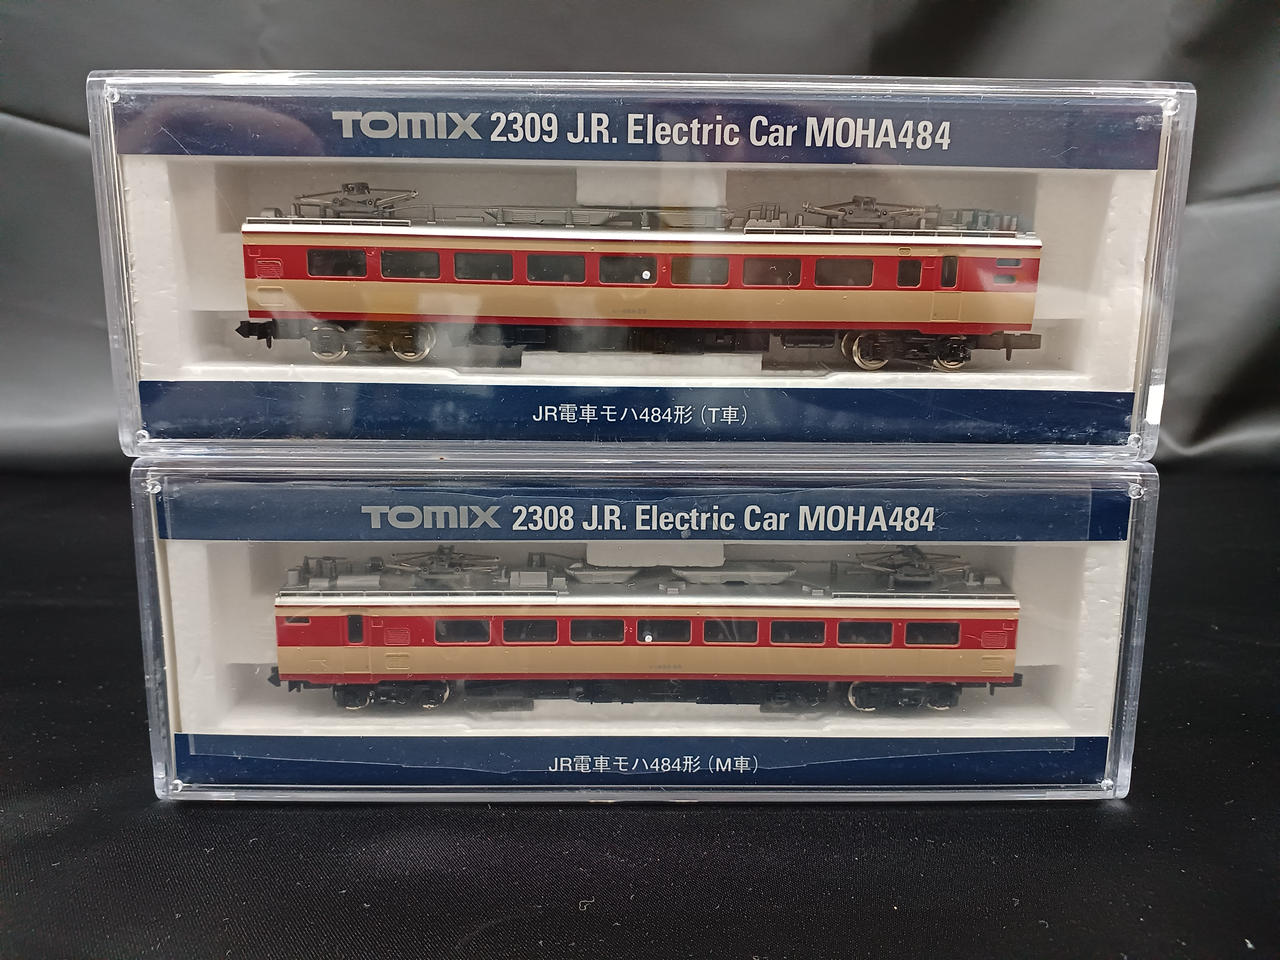 TOMIX 2309 J.R. Electric Car MOHA484
JR電車モハ484形（T車）
TOMIX 2308 J.R. Electric Car MOHA484
JR電車モハ484形（M車）